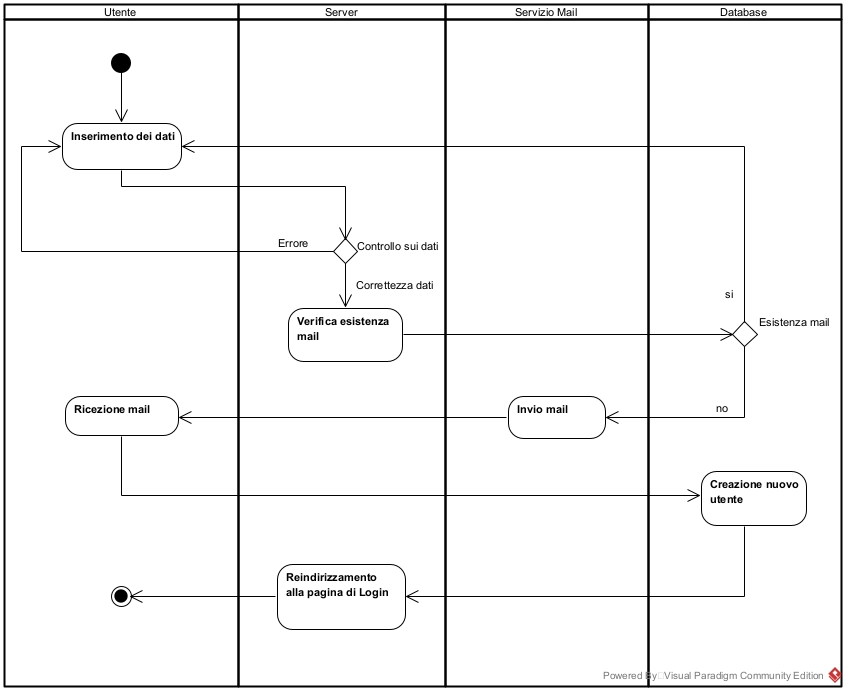 Utente
Server
Servizio Mail
Database
Inserimento dei dati
Errore
Controllo sui dati
Correttezza dati
si
Verifica esistenza
mail
Esistenza mail
Ricezione mail
Invio mail
no
Creazione nuovo
utente
Reindirizzamento
alla pagina di Login
Powered By Visual Paradigm Community Edition